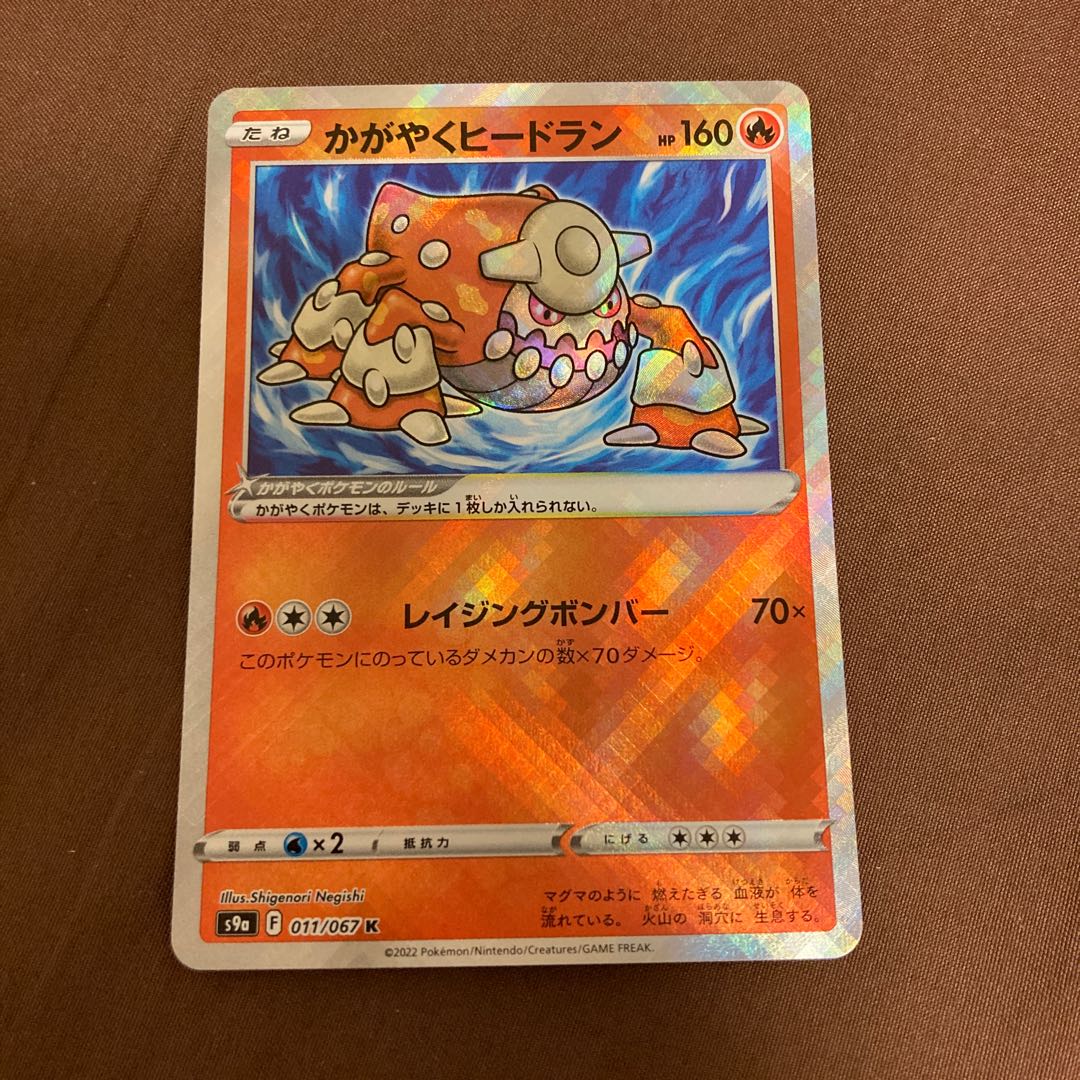 たね かがやくヒードラン HP 160
かがやくポケモンのルール
かがやくポケモンは、デッキに1枚しか入れられない。
レイジングボンバー 70×
このポケモンにのっているダメカンの数×70ダメージ。
弱点 ×2 抵抗力 にげる
Illus. Shigenori Negishi
マグマのように 燃えたぎる 血液が 体を
流れている。 火山の 洞穴に 生息する。
s9a F 011/067 K
©2022 Pokémon/Nintendo/Creatures/GAME FREAK.